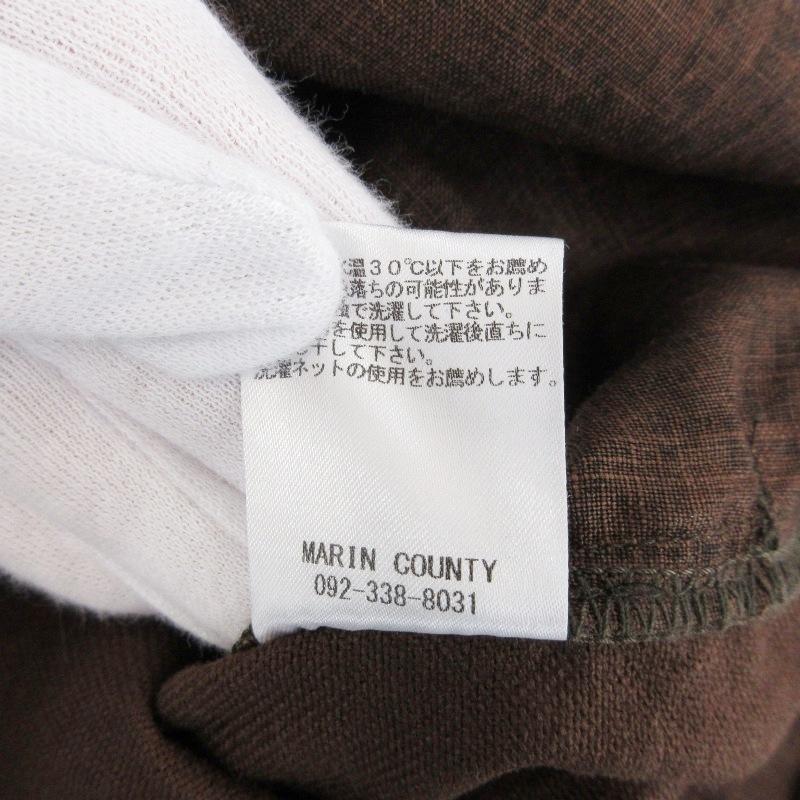 温30℃以下をお薦め
落ちの可能性がありま
で洗濯して下さい。
を使用して洗濯後直ちに
干して下さい。
洗濯ネットの使用をお薦めします。
MARIN COUNTY
092-338-8031